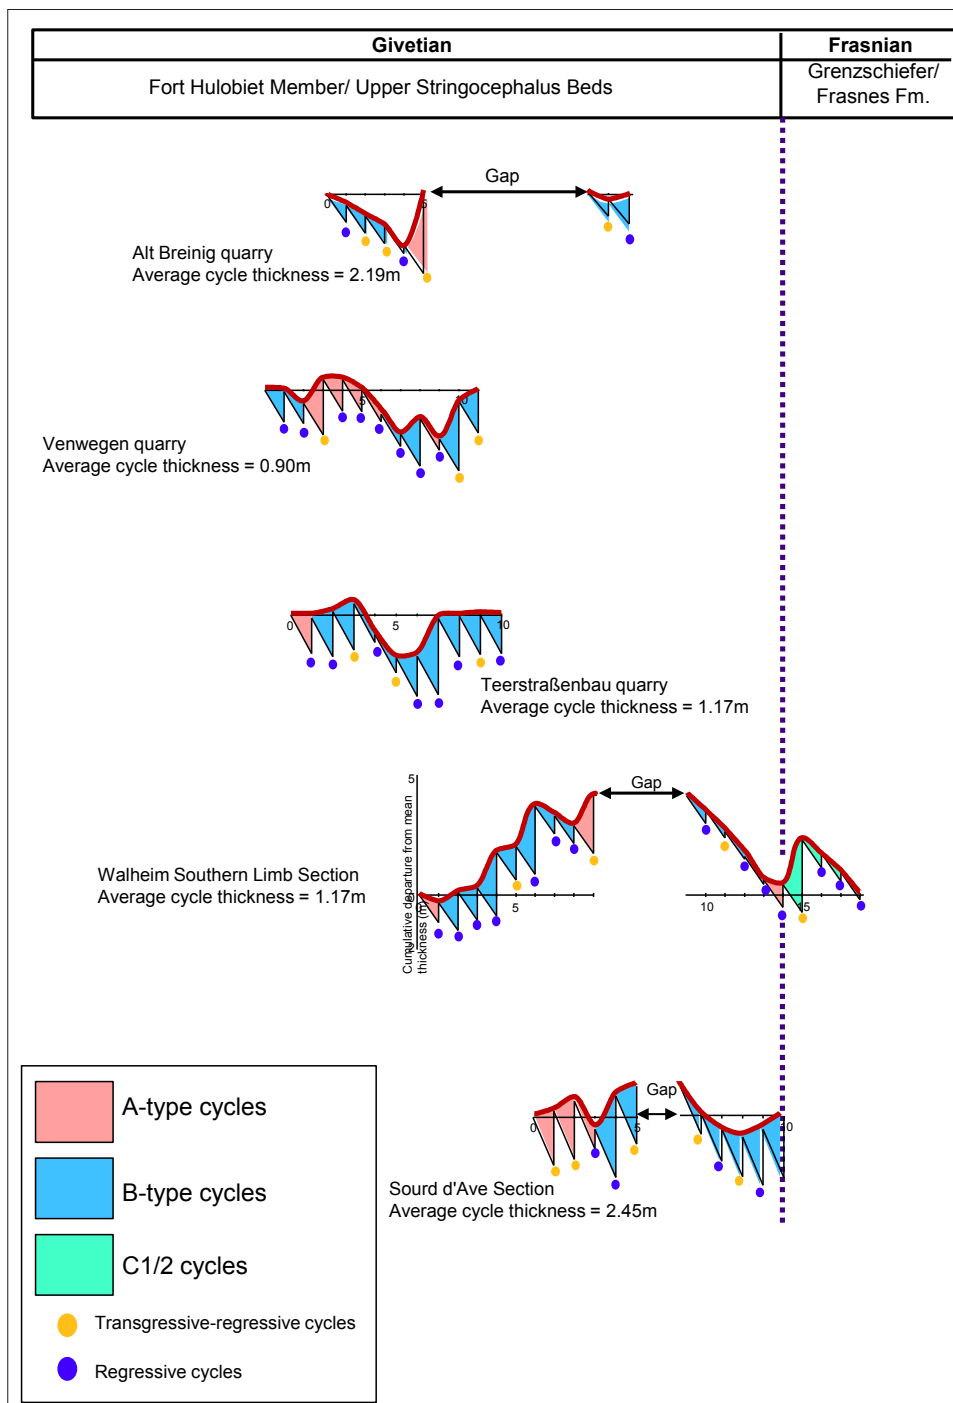 Givetian
Frasnian
Fort Hulobiet Member/ Upper Stringocephalus Beds
Grenzschiefer/
Frasnes Fm.
Gap
0
5
Alt Breinig quarry
Average cycle thickness = 2.19m
5
10
Venwegen quarry
Average cycle thickness = 0.90m
0
5
10
Teerstraßenbau quarry
Average cycle thickness = 1.17m
5
Gap
Walheim Southern Limb Section
Average cycle thickness = 1.17m
Cumulative departure from mean
thickness (m)
0
5
10
15
2
Gap
0
5
10
Sourd d'Ave Section
Average cycle thickness = 2.45m
A-type cycles
B-type cycles
C1/2 cycles
Transgressive-regressive cycles
Regressive cycles